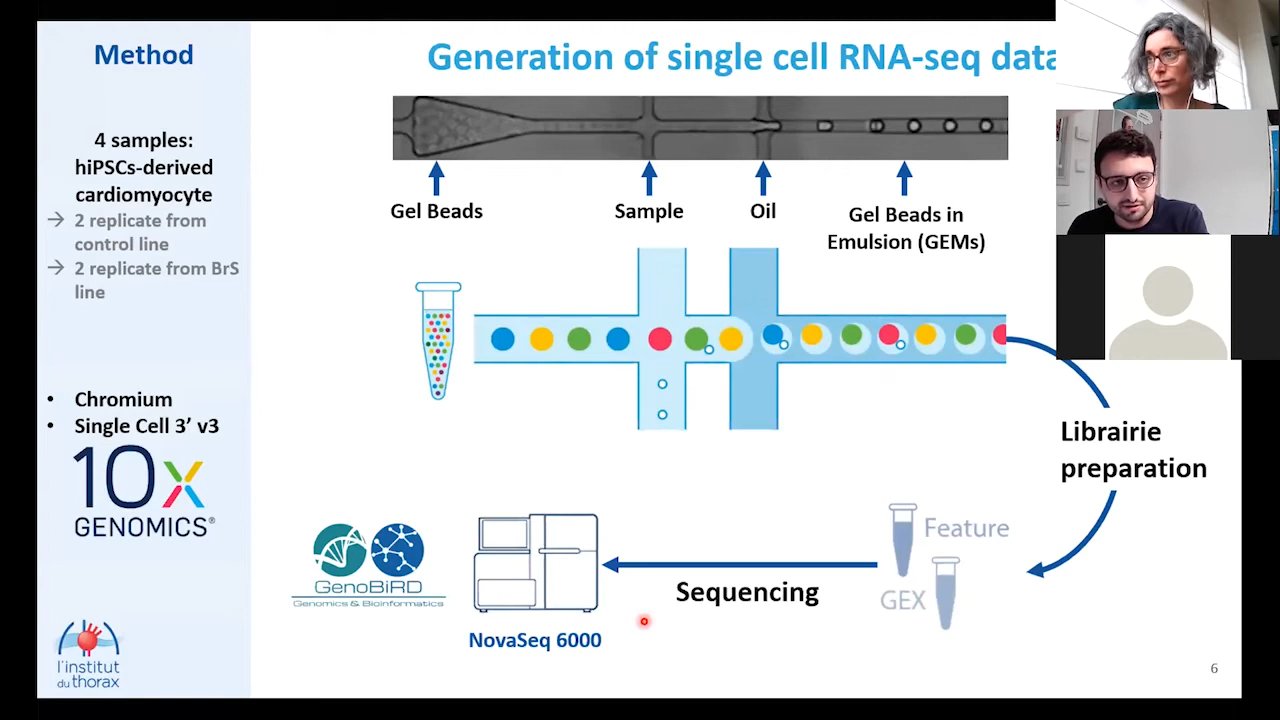 Method
Generation of single cell RNA-seq data
4 samples:
hiPSCs-derived
cardiomyocyte
→ 2 replicate from
control line
→ 2 replicate from BrS
line
• Chromium
• Single Cell 3’ v3
10x
GENOMICS®
l'institut
du thorax
Gel Beads
Sample
Oil
Gel Beads in
Emulsion (GEMs)
Librairie
preparation
Feature
GEX
Sequencing
NovaSeq 6000
GenoBiRD
Genomics & Bioinformatics
6